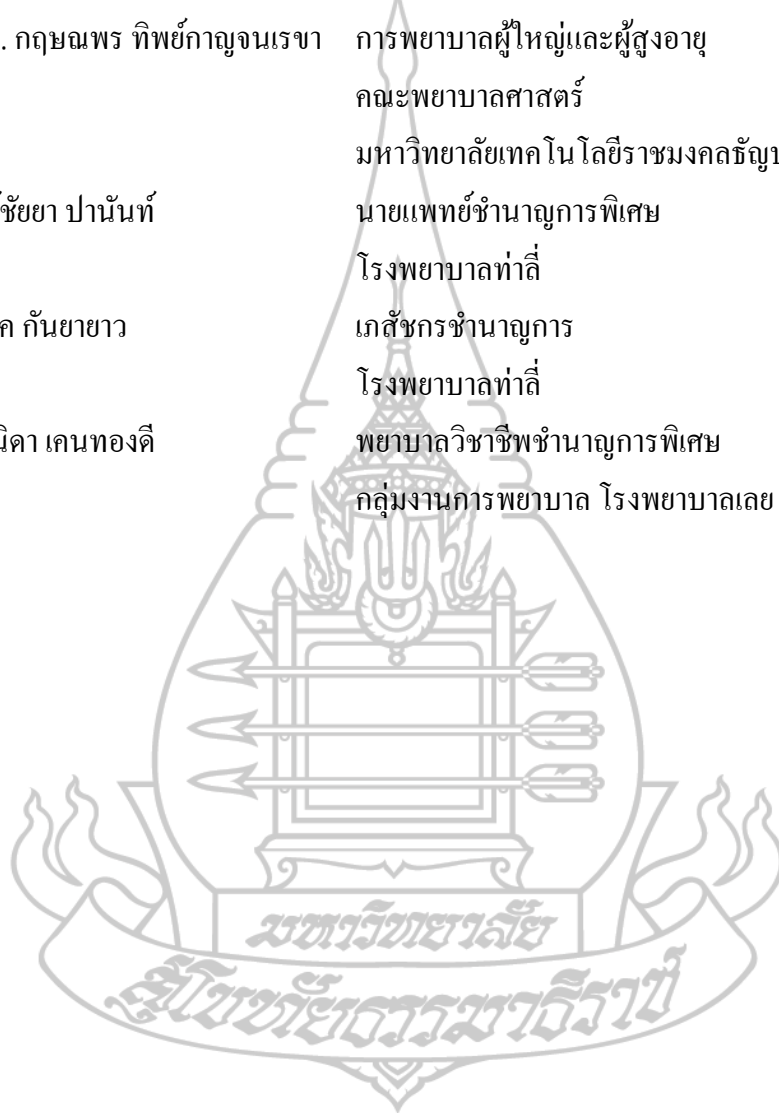 . กฤษณพร ทิพย์กาญจนเรขา การพยาบาลผู้ใหญ่และผู้สูงอายุ
คณะพยาบาลศาสตร์
มหาวิทยาลัยเทคโนโลยีราชมงคลธัญบ
ชัยยา ปานันท์ นายแพทย์ชำนาญการพิเศษ
โรงพยาบาลท่าลี่
ค กันยายาว เภสัชกรชำนาญการ
โรงพยาบาลท่าลี่
นิดา เคนทองดี พยาบาลวิชาชีพชำนาญการพิเศษ
กลุ่มงานการพยาบาล โรงพยาบาลเลย
มหาวิทยาลัย
สุโขทัยธรรมาธิราช